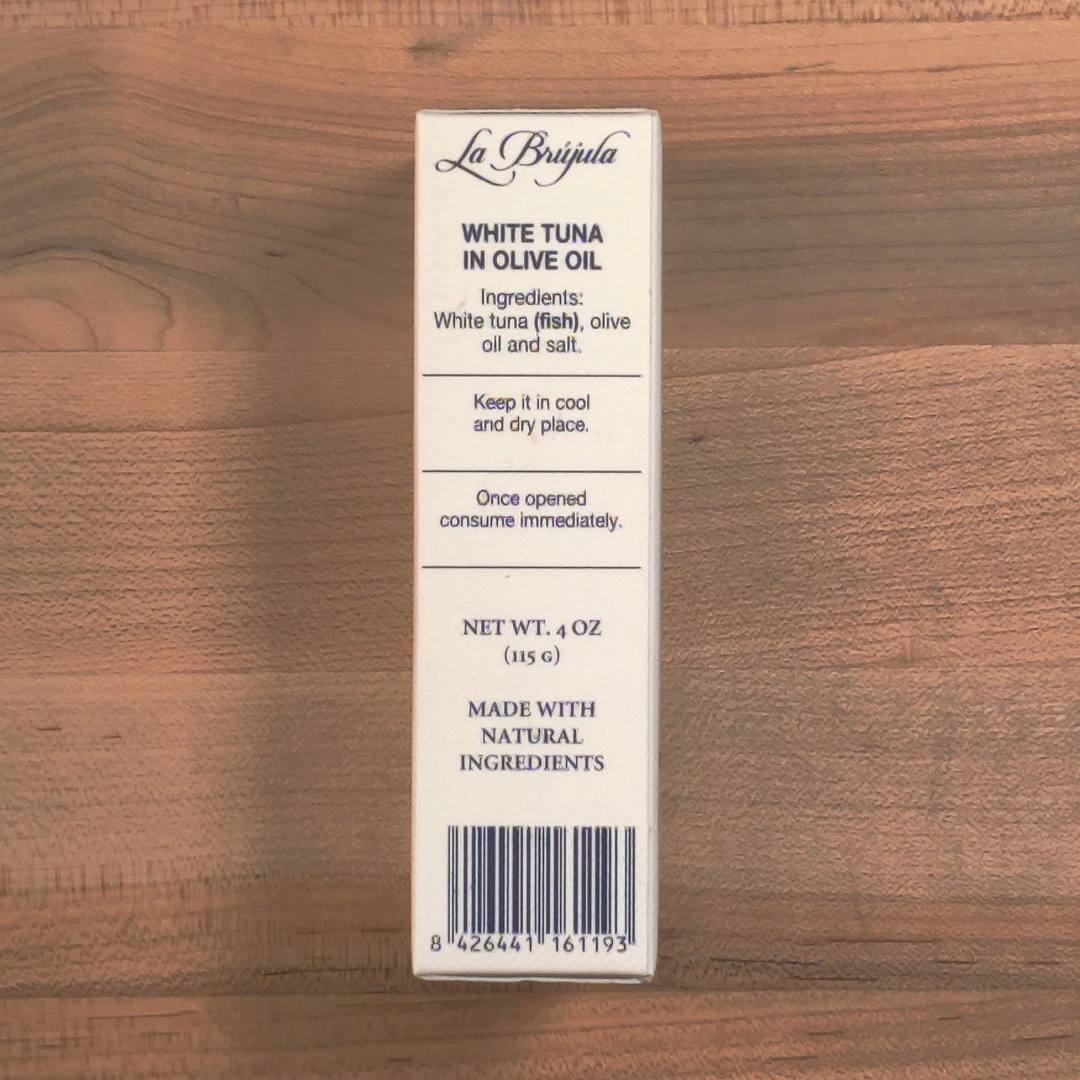 La Brújula
WHITE TUNA
IN OLIVE OIL
Ingredients:
White tuna (fish), olive
oil and salt.
Keep it in cool
and dry place.
Once opened
consume immediately.
NET WT. 4 OZ
(115 G)
MADE WITH
NATURAL
INGREDIENTS
8 426441 161193